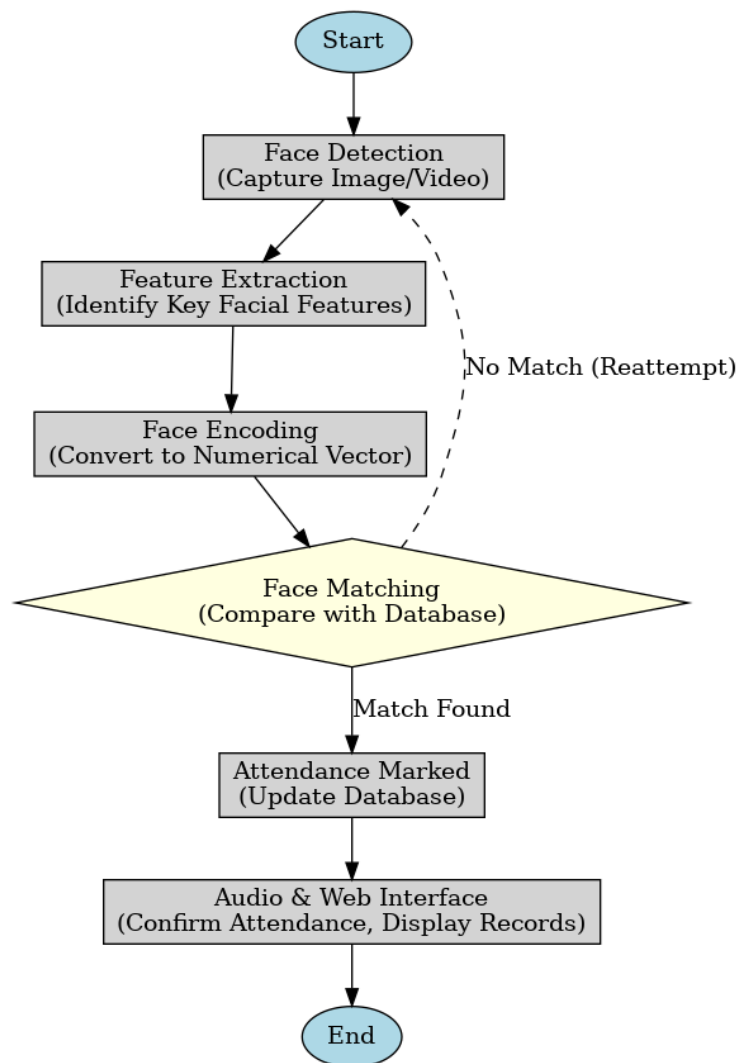 Start
Face Detection
(Capture Image/Video)
Feature Extraction
(Identify Key Facial Features)
No Match (Reattempt)
Face Encoding
(Convert to Numerical Vector)
Face Matching
(Compare with Database)
Match Found
Attendance Marked
(Update Database)
Audio & Web Interface
(Confirm Attendance, Display Records)
End